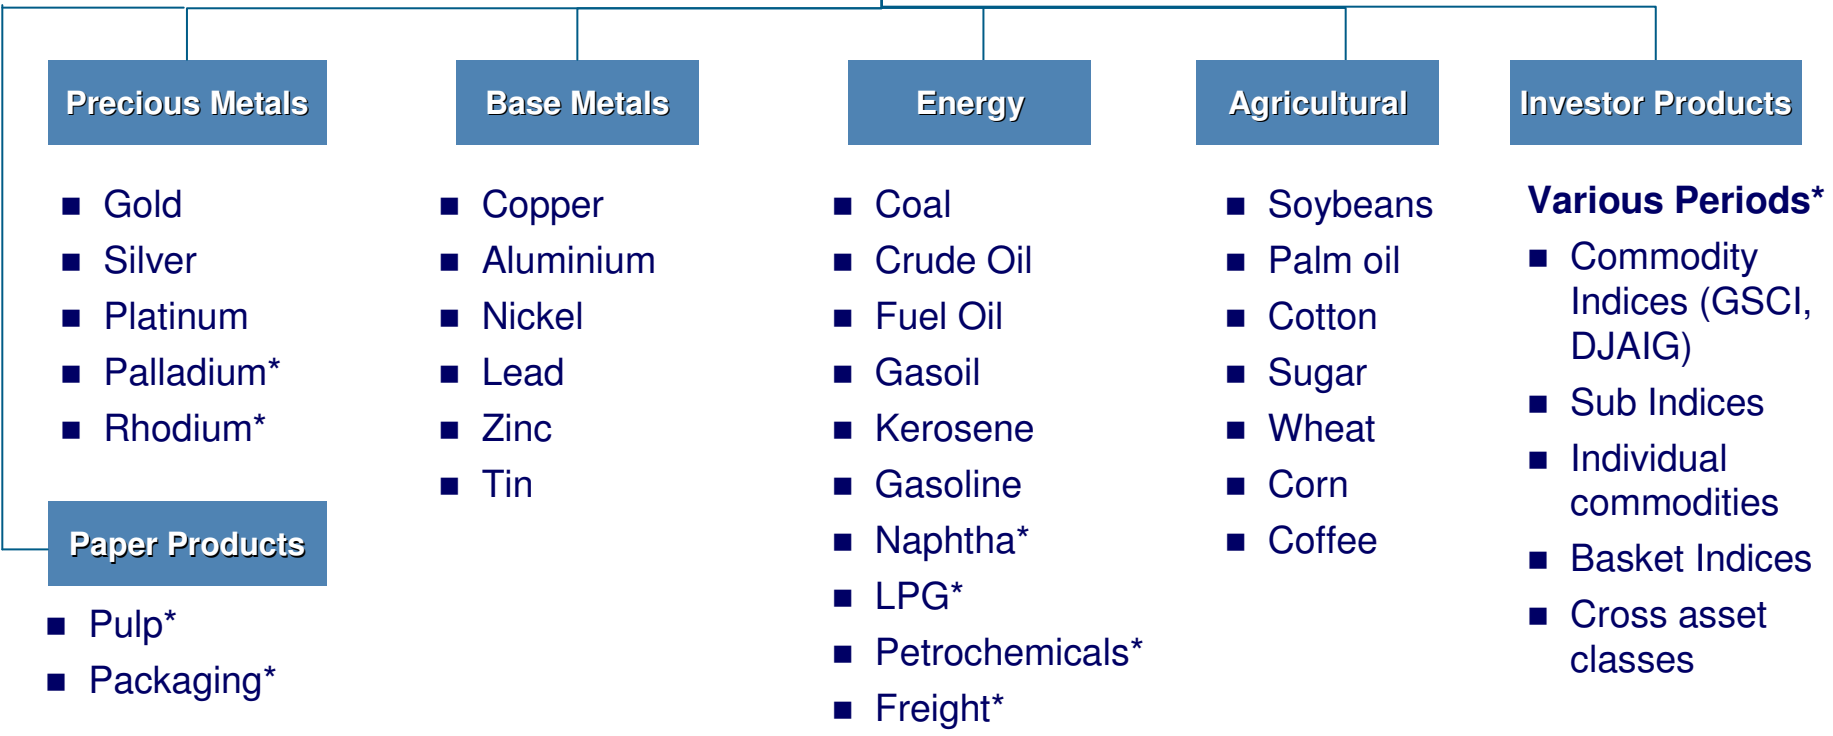 Precious Metals
Gold
Silver
Platinum
Palladium*
Rhodium*
Paper Products
Pulp*
Packaging*
Base Metals
Copper
Aluminium
Nickel
Lead
Zinc
Tin
Energy
Coal
Crude Oil
Fuel Oil
Gasoil
Kerosene
Gasoline
Naphtha*
LPG*
Petrochemicals*
Freight*
Agricultural
Soybeans
Palm oil
Cotton
Sugar
Wheat
Corn
Coffee
Investor Products
Various Periods*
Commodity
Indices (GSCI,
DJAIG)
Sub Indices
Individual
commodities
Basket Indices
Cross asset
classes